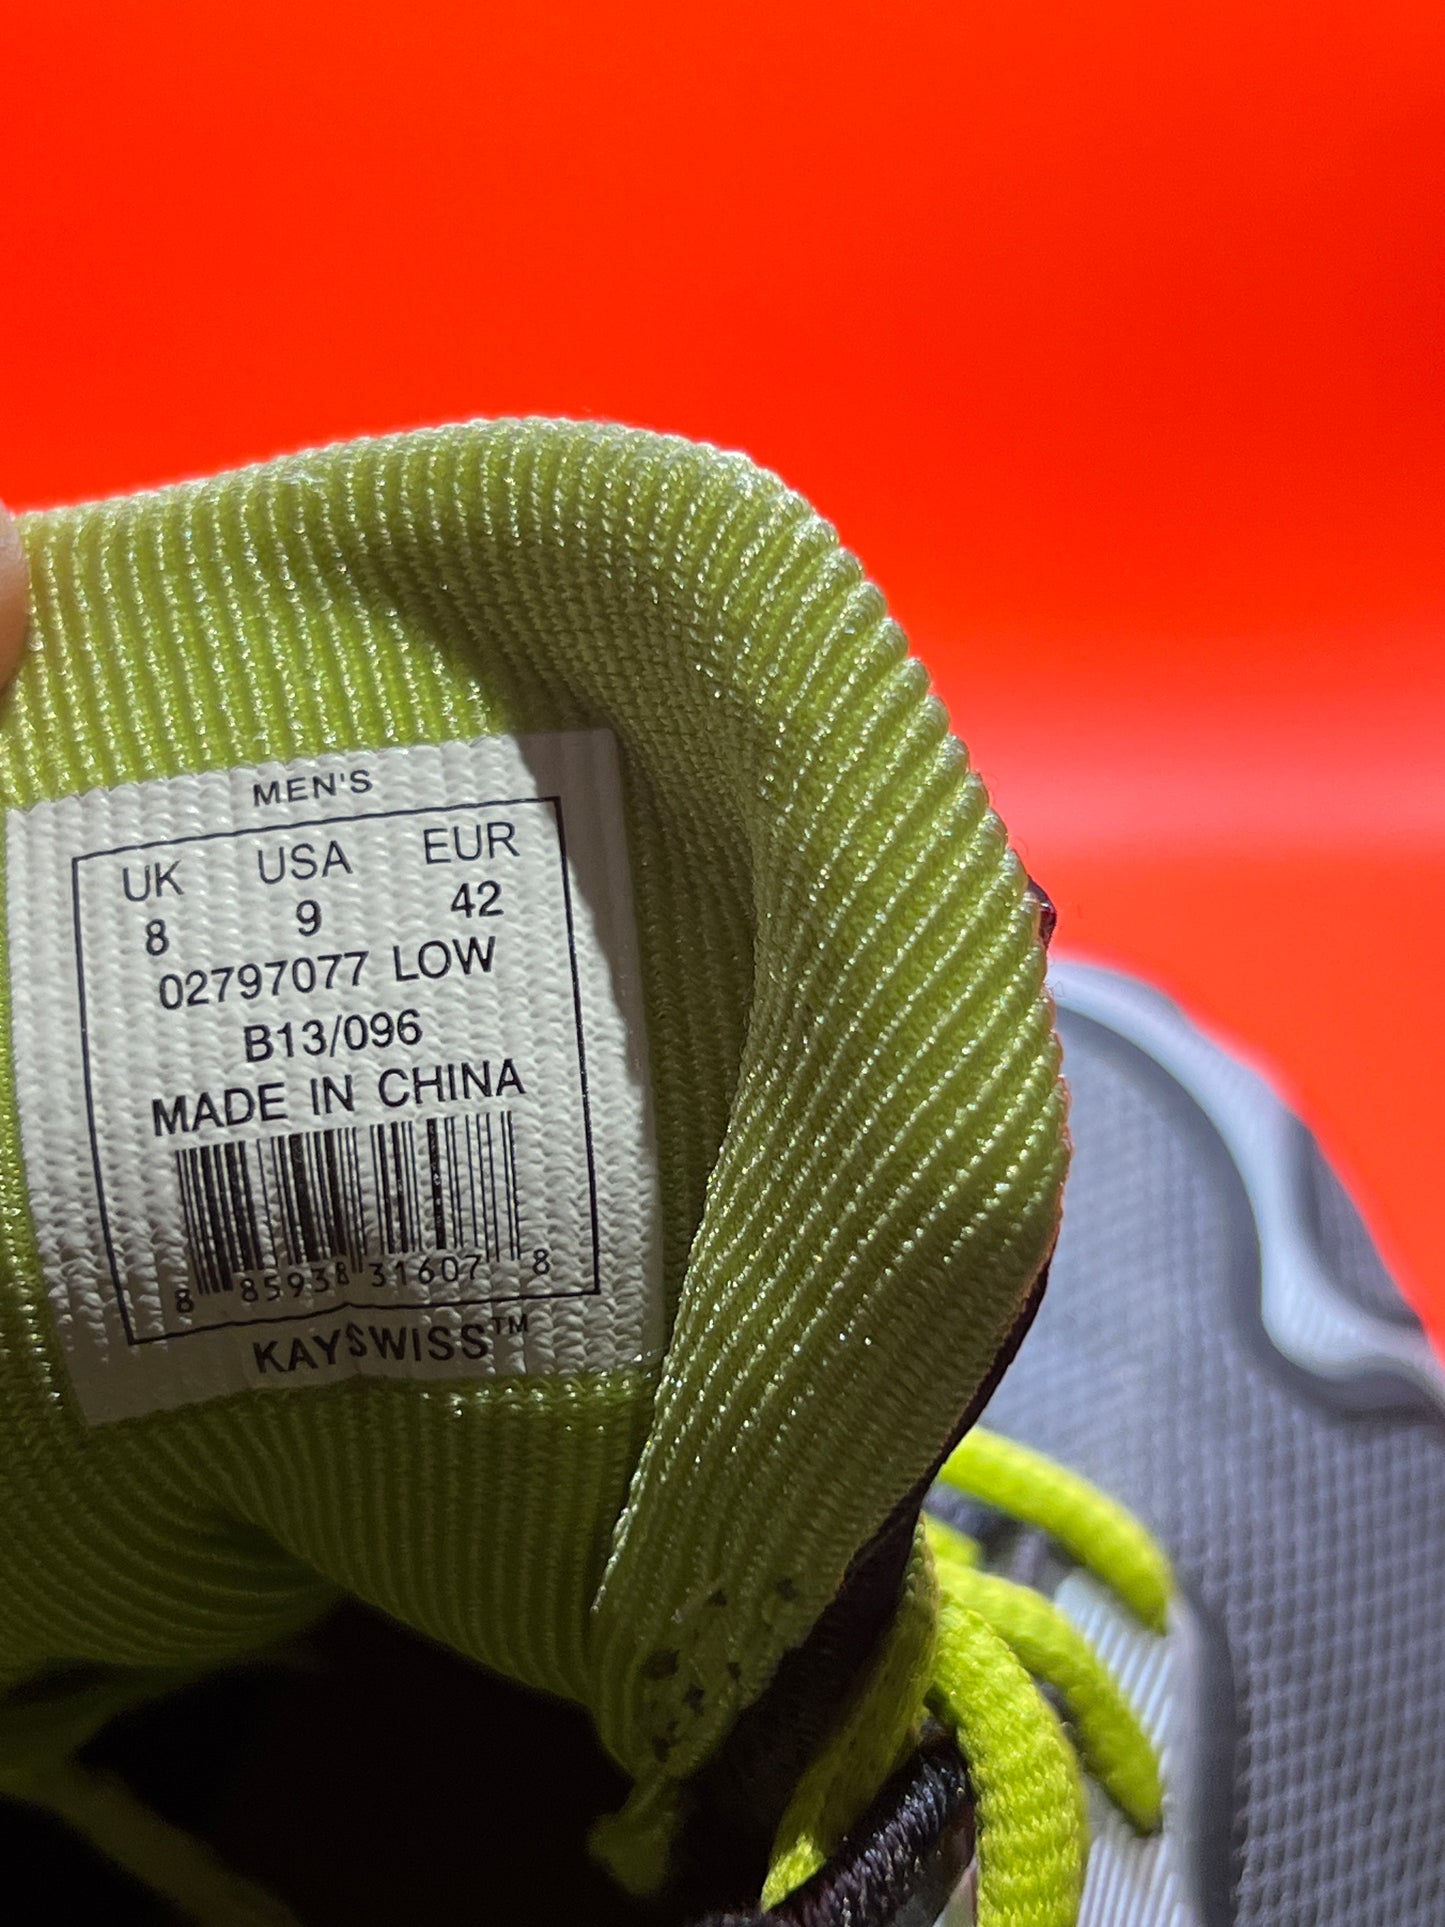 MEN'S
UK USA EUR
8 9 42
02797077 LOW
B13/096
MADE IN CHINA
8 85938 31607 8
KAYSWISS™